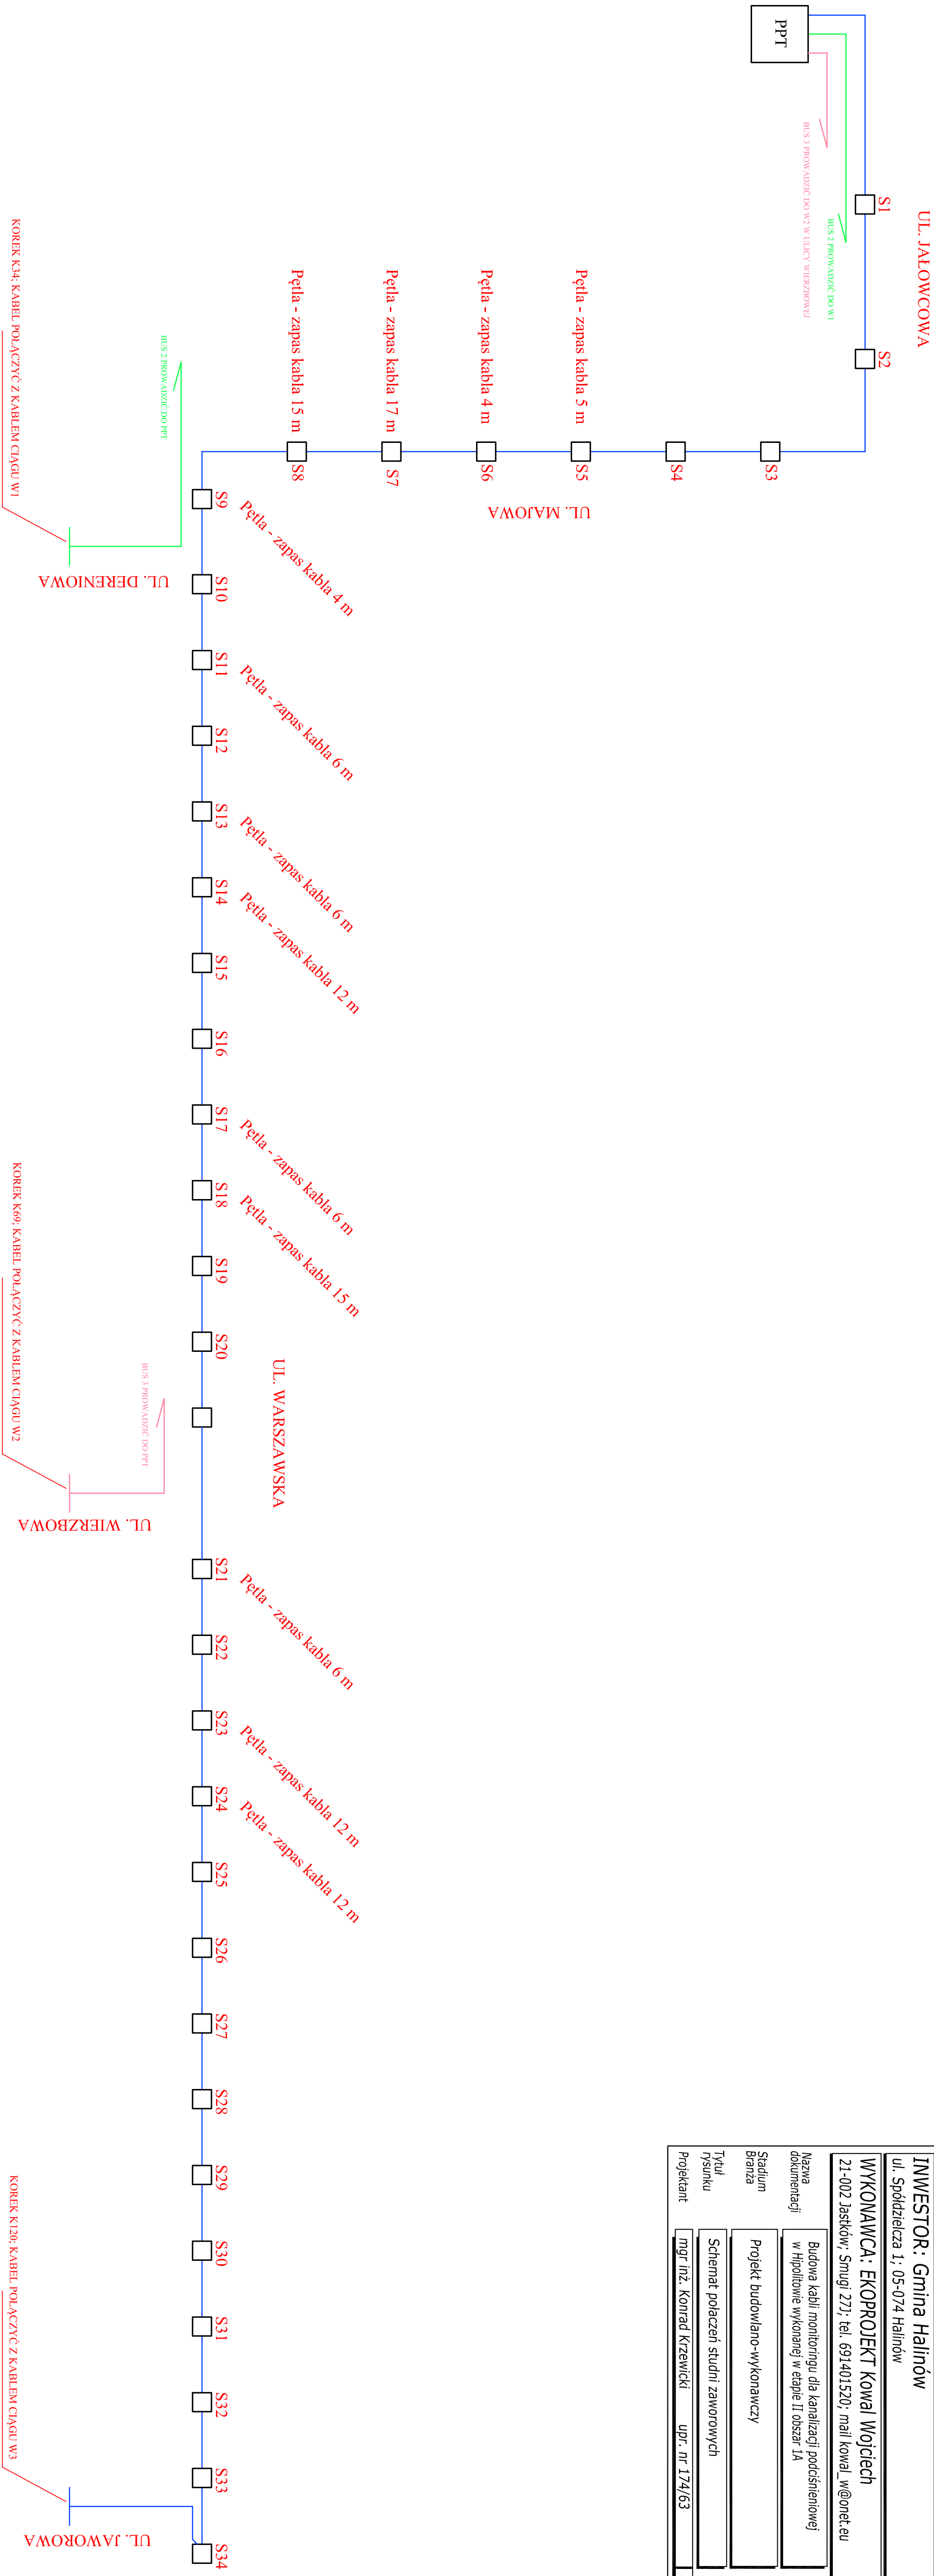 UL. JAŁOWCOWA
PPT
S1
S2
BUS 2 PROWADZIĆ DO W1
BUS 3 PROWADZIĆ DO W2 W ULICY WIERZBOWEJ
S3
S4
Pętla - zapas kabla 5 m
S5
Pętla - zapas kabla 4 m
S6
Pętla - zapas kabla 17 m
S7
Pętla - zapas kabla 15 m
S8
UL. MAJOWA
S9
Pętla - zapas kabla 4 m
S10
S11
Pętla - zapas kabla 6 m
S12
S13
Pętla - zapas kabla 6 m
S14
Pętla - zapas kabla 12 m
S15
S16
S17
Pętla - zapas kabla 6 m
S18
Pętla - zapas kabla 15 m
S19
S20
UL. WARSZAWSKA
S21
Pętla - zapas kabla 6 m
S22
S23
Pętla - zapas kabla 12 m
S24
Pętla - zapas kabla 12 m
S25
S26
S27
S28
S29
S30
S31
S32
S33
S34
BUS 2 PROWADZIĆ DO PPT
UL. DERENIOWA
KOREK K34; KABEL POŁĄCZYĆ Z KABLEM CIĄGU W1
BUS 3 PROWADZIĆ DO PPT
UL. WIERZBOWA
KOREK K69; KABEL POŁĄCZYĆ Z KABLEM CIĄGU W2
UL. JAWOROWA
KOREK K120; KABEL POŁĄCZYĆ Z KABLEM CIĄGU W3
INWESTOR: Gmina Halinów
ul. Spółdzielcza 1; 05-074 Halinów
WYKONAWCA: EKOPROJEKT Kowal Wojciech
21-002 Jastków; Smugi 27J; tel. 691401520; mail kowal_w@onet.eu
Nazwa
dokumentacji
Budowa kabli monitoringu dla kanalizacji podciśnieniowej
w Hipolitowie wykonanej w etapie II obszar 1A
Stadium
Branża
Projekt budowlano-wykonawczy
Tytuł
rysunku
Schemat połaczeń studni zaworowych
Projektant
mgr inż. Konrad Krzewicki upr. nr 174/63